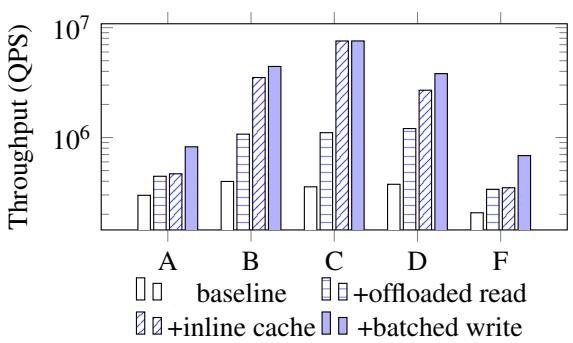 Throughput (QPS)
10^7
10^6
A B C D F
baseline +offloaded read
+inline cache +batched write